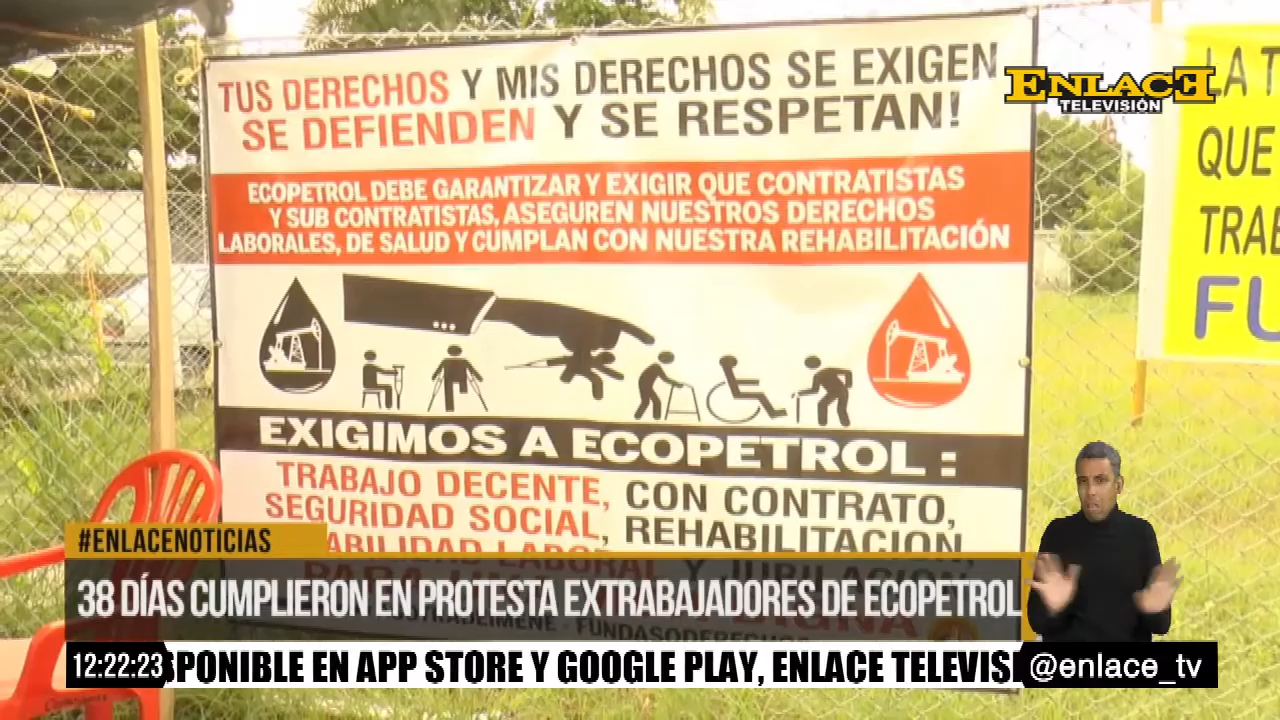 TUS DERECHOS Y MIS DERECHOS SE EXIGEN
SE DEFIENDEN Y SE RESPETAN!
ECOPETROL DEBE GARANTIZAR Y EXIGIR QUE CONTRATISTAS
Y SUB CONTRATISTAS, ASEGUREN NUESTROS DERECHOS
LABORALES, DE SALUD Y CUMPLAN CON NUESTRA REHABILITACIÓN
EXIGIMOS A ECOPETROL :
TRABAJO DECENTE, CON CONTRATO,
SEGURIDAD SOCIAL, REHABILITACION,
ENLACE
TELEVISIÓN
LA T
QUE
TRAB
FU
#ENLACENOTICIAS
38 DÍAS CUMPLIERON EN PROTESTA EXTRABAJADORES DE ECOPETROL
12:22:23
SPONIBLE EN APP STORE Y GOOGLE PLAY, ENLACE TELEVISI
@enlace_tv